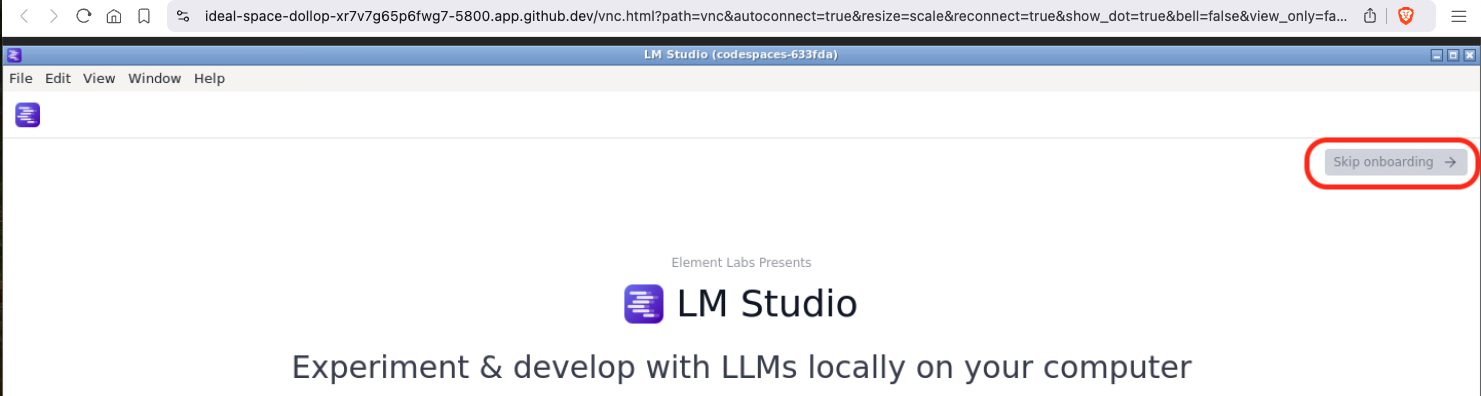 ideal-space-dollop-xr7v7g65p6fwg7-5800.app.github.dev/vnc.html?path=vnc&autoconnect=true&resize=scale&reconnect=true&show_dot=true&bell=false&view_only=fa...
LM Studio (codespaces-633fda)
File Edit View Window Help
Skip onboarding →
Element Labs Presents
LM Studio
Experiment & develop with LLMs locally on your computer